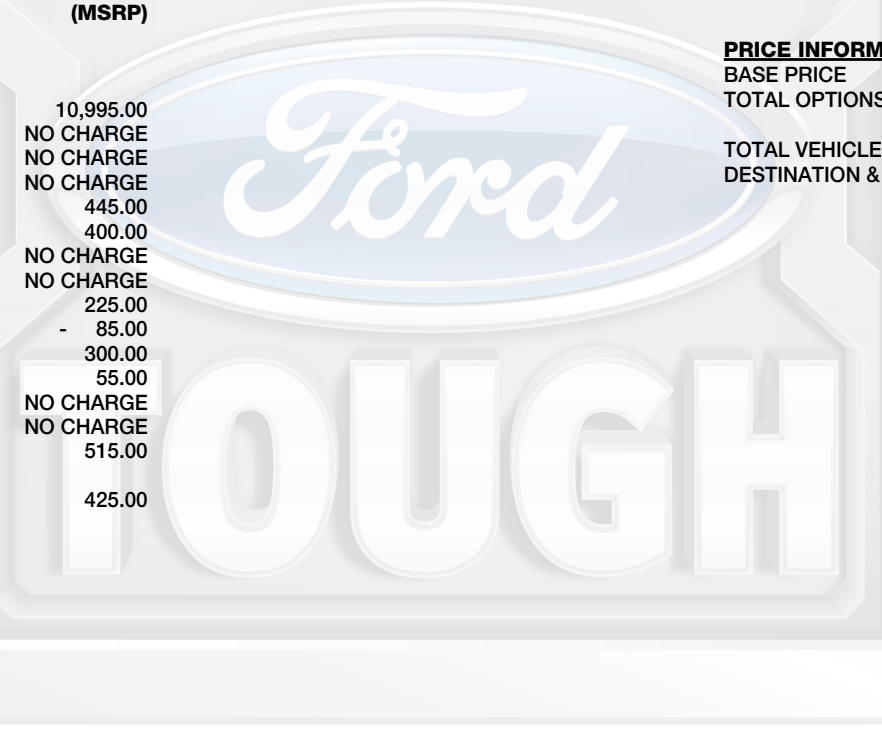 (MSRP)
10,995.00
NO CHARGE
NO CHARGE
NO CHARGE
445.00
400.00
NO CHARGE
NO CHARGE
225.00
- 85.00
300.00
55.00
NO CHARGE
NO CHARGE
515.00
425.00
PRICE INFORM
BASE PRICE
TOTAL OPTIONS
TOTAL VEHICLE
DESTINATION &
Ford
TOUGH